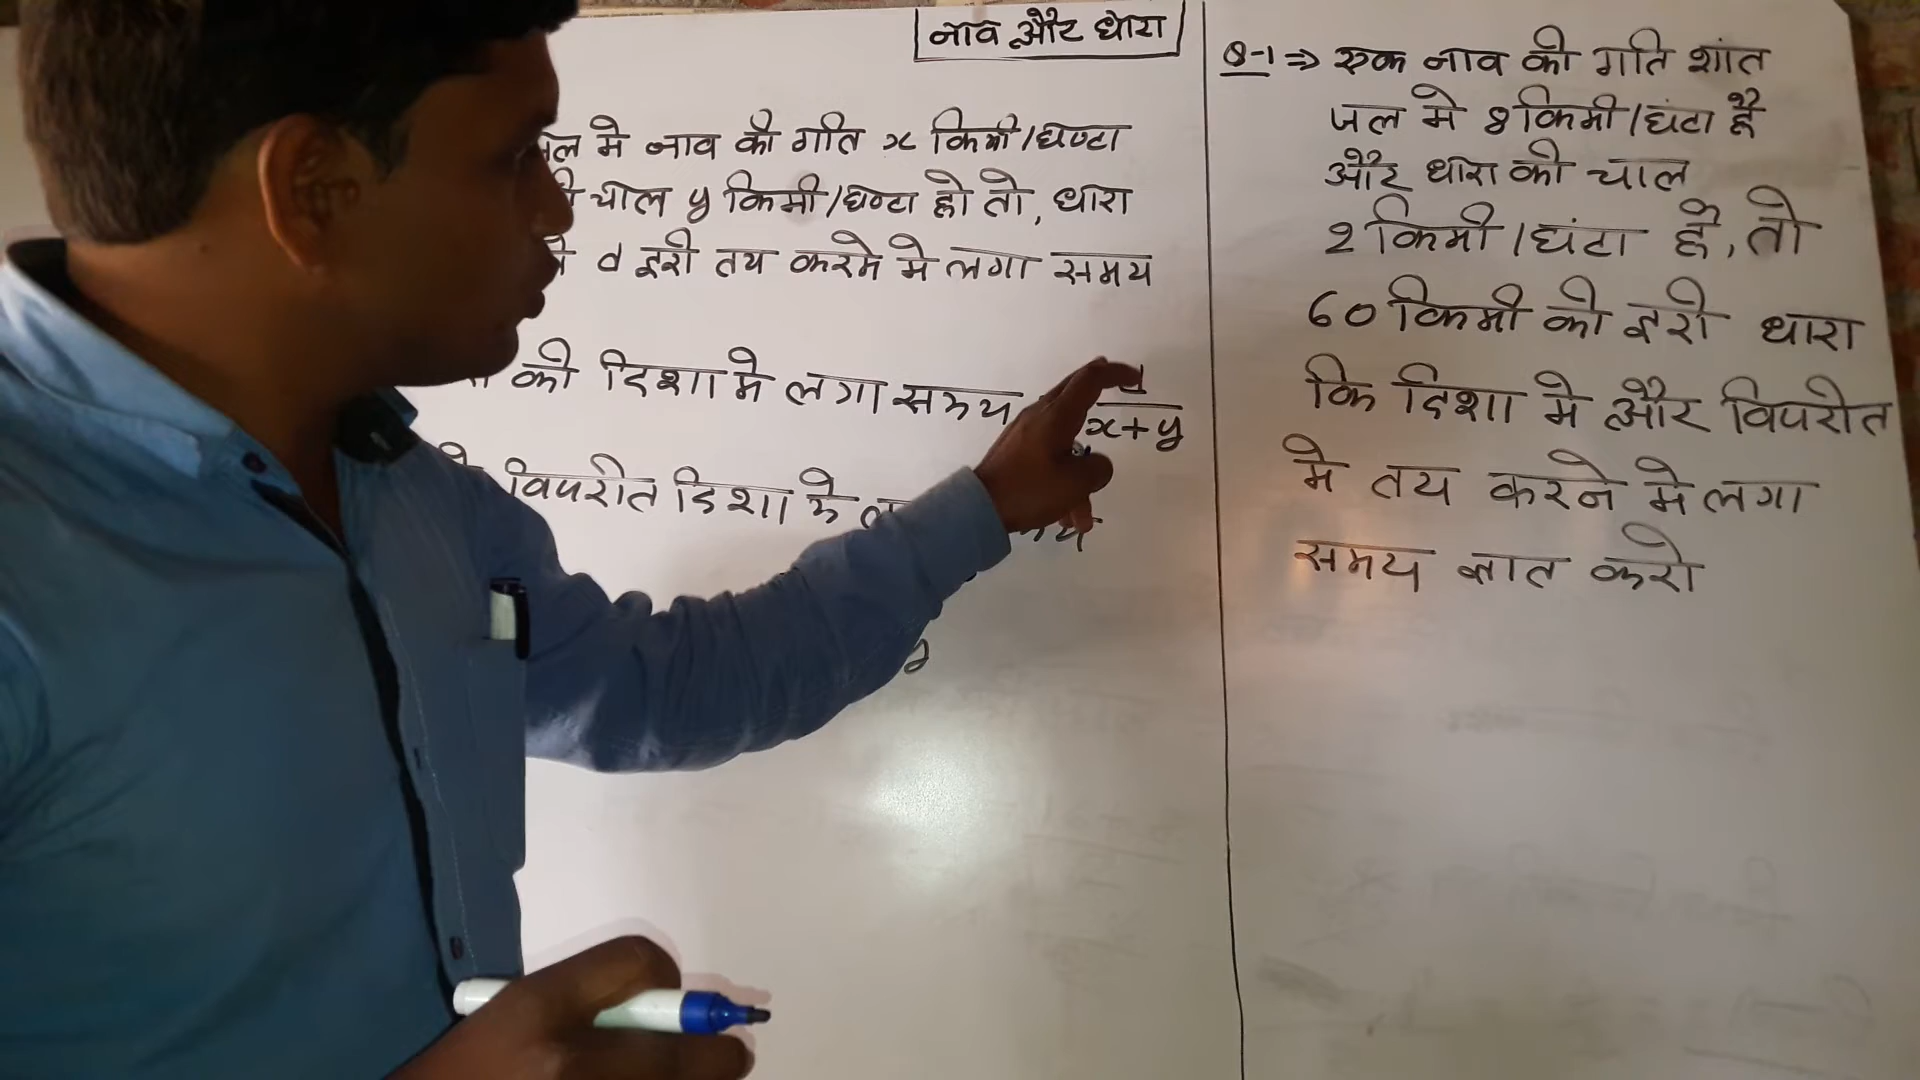 नाव और धारा
मे नाव की गति x किमी/घण्टा
चाल y किमी/घण्टा हो तो, धारा
d दूरी तय करने मे लगा समय
की दिशा मे लगा समय
x+y
विपरीत दिशा मे
Q-1 ⇒ एक नाव की गति शांत
जल मे 8 किमी/घंटा है
और धारा की चाल
2 किमी/घंटा है, तो
60 किमी की दूरी धारा
कि दिशा मे और विपरीत
मे तय करने मे लगा
समय ज्ञात करो